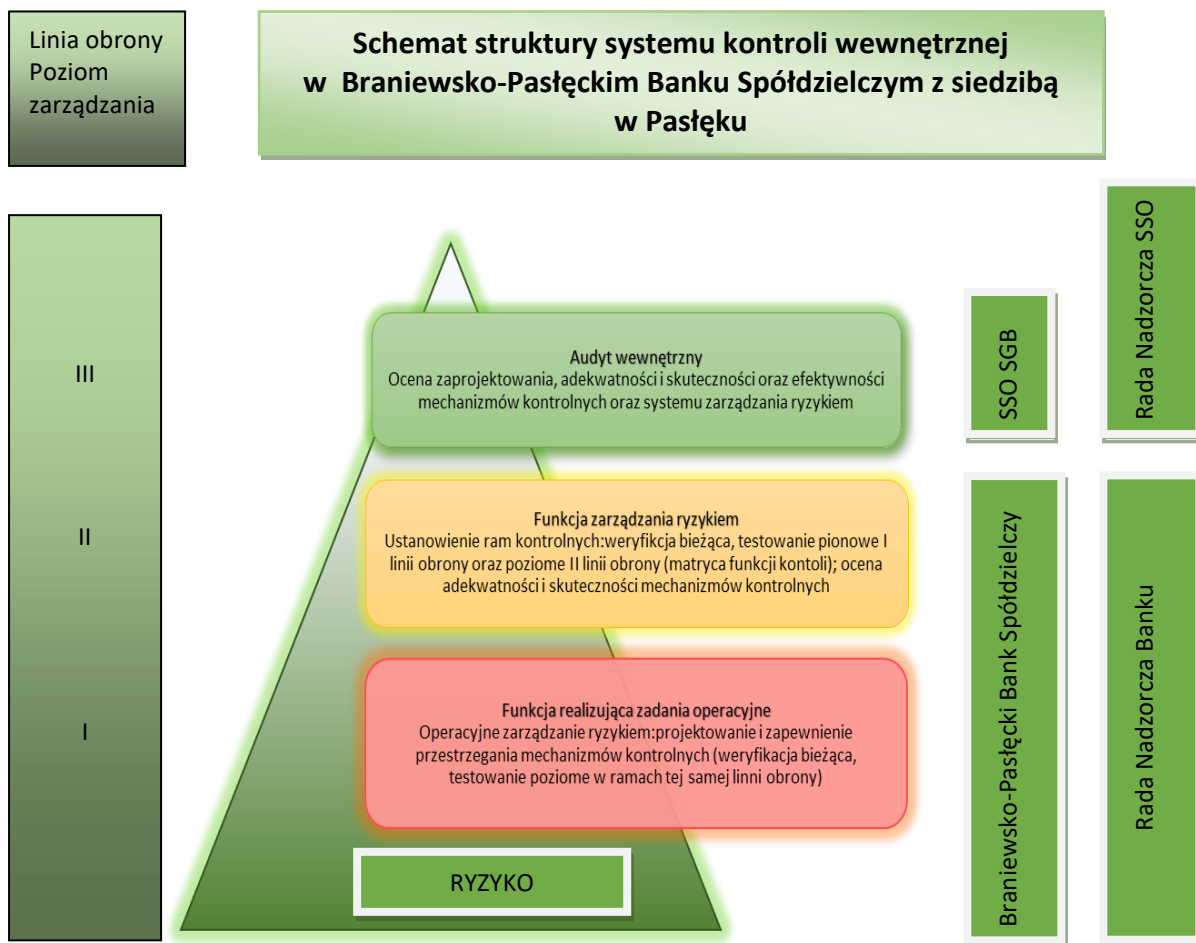 Linia obrony
Poziom
zarządzania
Schemat struktury systemu kontroli wewnętrznej
w Braniewsko-Pasłęckim Banku Spółdzielczym z siedzibą
w Pasłęku
III
II
I
Audyt wewnętrzny
Ocena zaprojektowania, adekwatności i skuteczności oraz efektywności
mechanizmów kontrolnych oraz systemu zarządzania ryzykiem
Funkcja zarządzania ryzykiem
Ustanowienie ram kontrolnych:weryfikcja bieżąca, testowanie pionowe I
linii obrony oraz poziome II linii obrony (matryca funkcji kontoli); ocena
adekwatności i skuteczności mechanizmów kontrolnych
Funkcja realizująca zadania operacyjne
Operacyjne zarządzanie ryzykiem:projektowanie i zapewnienie
przestrzegania mechanizmów kontrolnych (weryfikacja bieżąca,
testowanie poziome w ramach tej samej linni obrony)
RYZYKO
SSO SGB
Rada Nadzorcza SSO
Braniewsko-Pasłęcki Bank Spółdzielczy
Rada Nadzorcza Banku